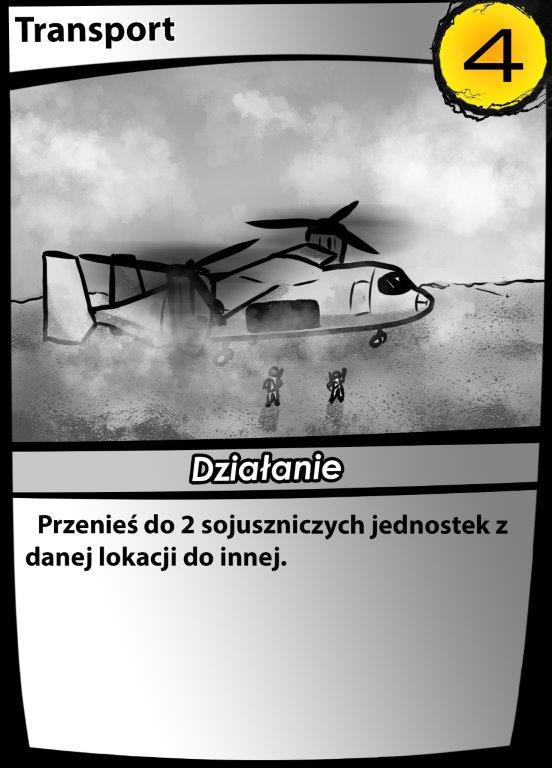 Transport
4
Działanie
Przenieś do 2 sojuszniczych jednostek z
danej lokacji do innej.